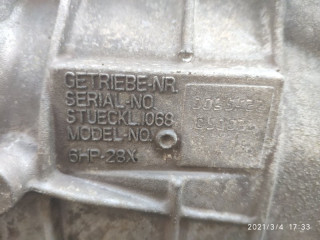 GETRIEBE-NR.
SERIAL-NO.
STUECKL.1068
MODEL-NO.
6HP-28X
2021/3/4 17:33